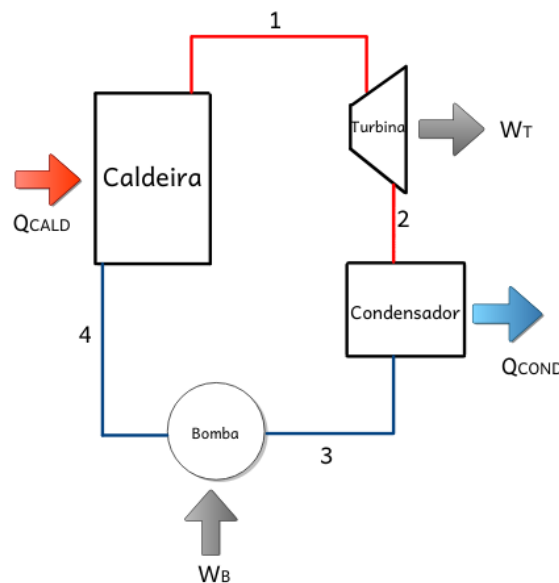 1
Turbina
WT
Caldeira
QCALD
2
Condensador
QCOND
4
Bomba
3
WB